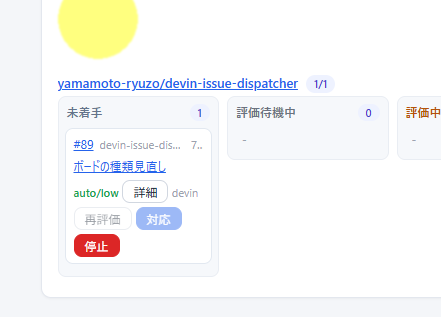 yamamoto-ryuzo/devin-issue-dispatcher 1/1
未着手 1
評価待機中 0
評価中
#89 devin-issue-dis... 7..
-
-
ボードの種類見直し
auto/low 詳細 devin
再評価 対応
停止